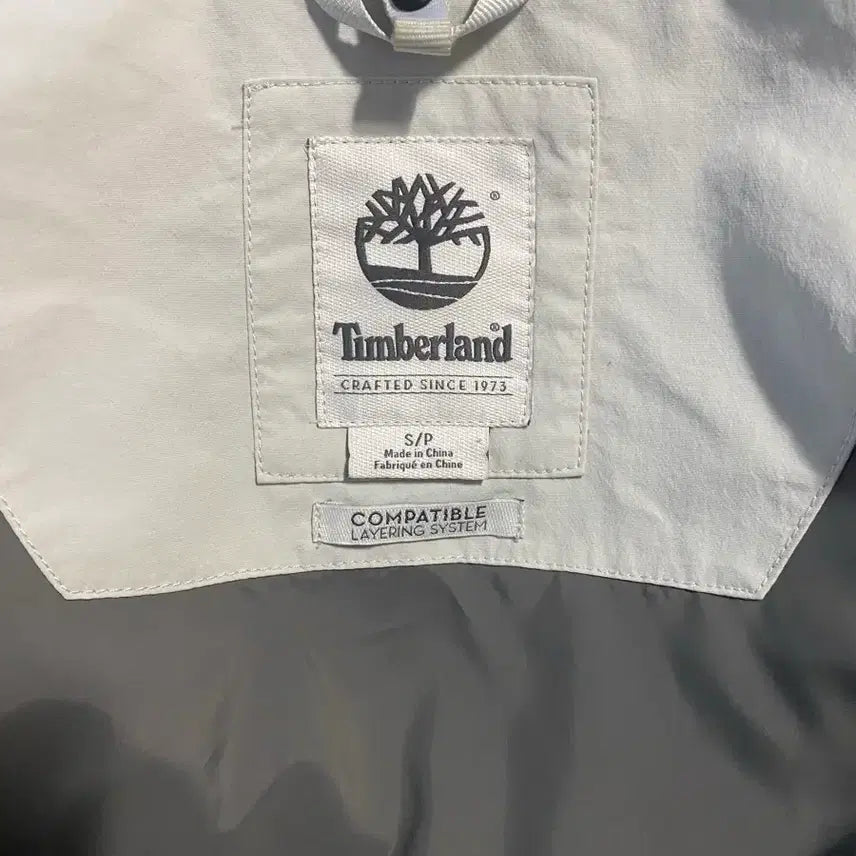 ®
Timberland®
CRAFTED SINCE 1973
S/P
Made in China
Fabriqué en Chine
COMPATIBLE
LAYERING SYSTEM